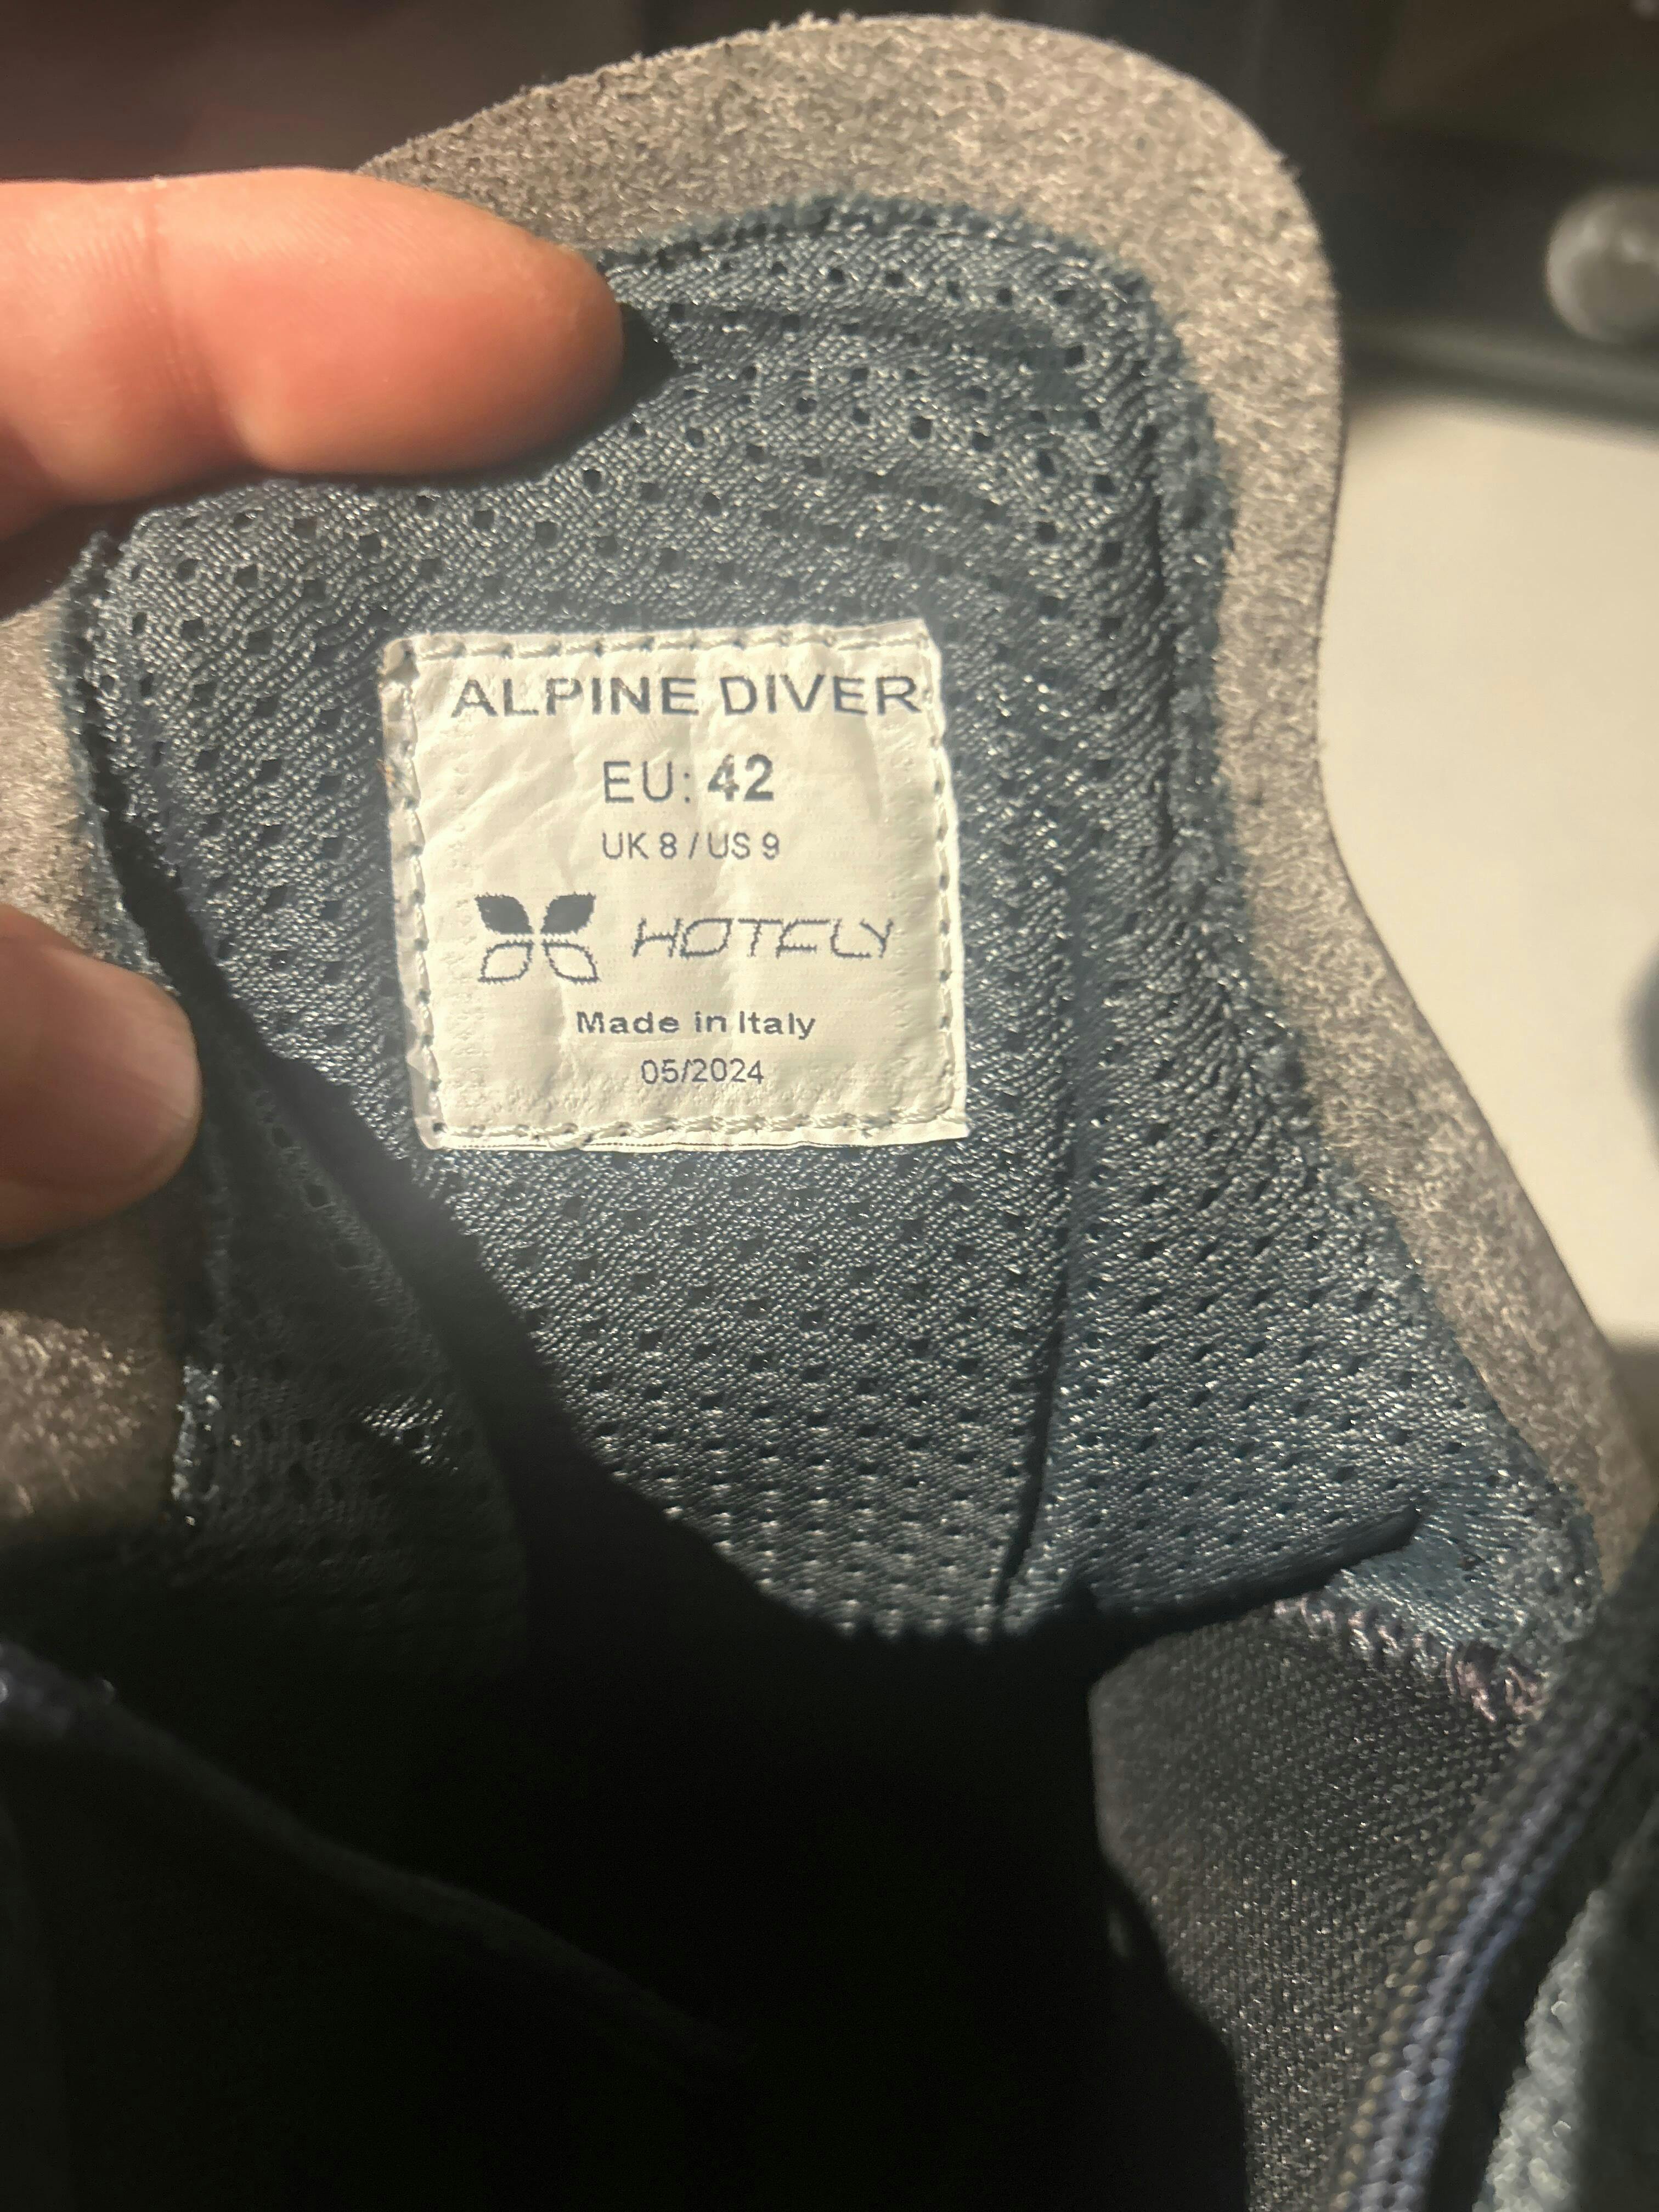 ALPINE DIVER
EU: 42
UK 8 / US 9
HOTFLY
Made in Italy
05/2024